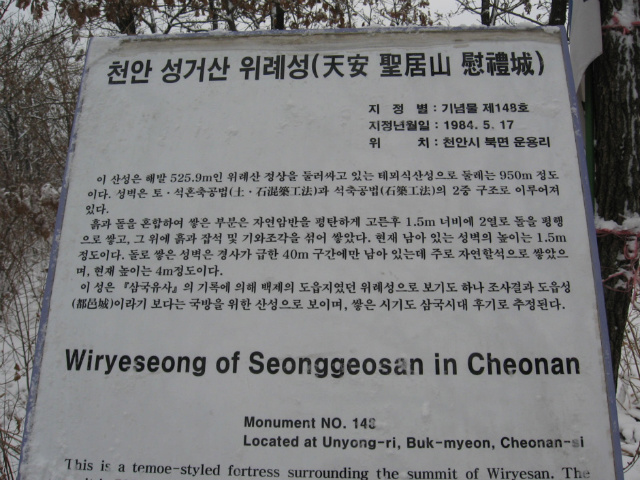 천안 성거산 위례성(天安 聖居山 慰禮城)
지 정 별 : 기념물 제148호
지정년월일 : 1984. 5. 17
위 치 : 천안시 북면 운용리
이 산성은 해발 525.9m인 위례산 정상을 둘러싸고 있는 테뫼식산성으로 둘레는 950m 정도
이다. 성벽은 토·석혼축공법(土·石混築工法)과 석축공법(石築工法)의 2중 구조로 이루어져
있다.
흙과 돌을 혼합하여 쌓은 부분은 자연암반을 평탄하게 고른후 1.5m 너비에 2열로 돌을 평행
으로 쌓고, 그 위에 흙과 잡석 및 기와조각을 섞어 쌓았다. 현재 남아 있는 성벽의 높이는 1.5m
정도이다. 돌로 쌓은 성벽은 경사가 급한 40m 구간에만 남아 있는데 주로 자연할석으로 쌓았으
며, 현재 높이는 4m정도이다.
이 성은 『삼국유사』의 기록에 의해 백제의 도읍지였던 위례성으로 보기도 하나 조사결과 도읍성
(都邑城)이라기 보다는 국방을 위한 산성으로 보이며, 쌓은 시기도 삼국시대 후기로 추정된다.
Wiryeseong of Seonggeosan in Cheonan
Monument NO. 148
Located at Unyong-ri, Buk-myeon, Cheonan-si
This is a temoe-styled fortress surrounding the summit of Wiryesan. The